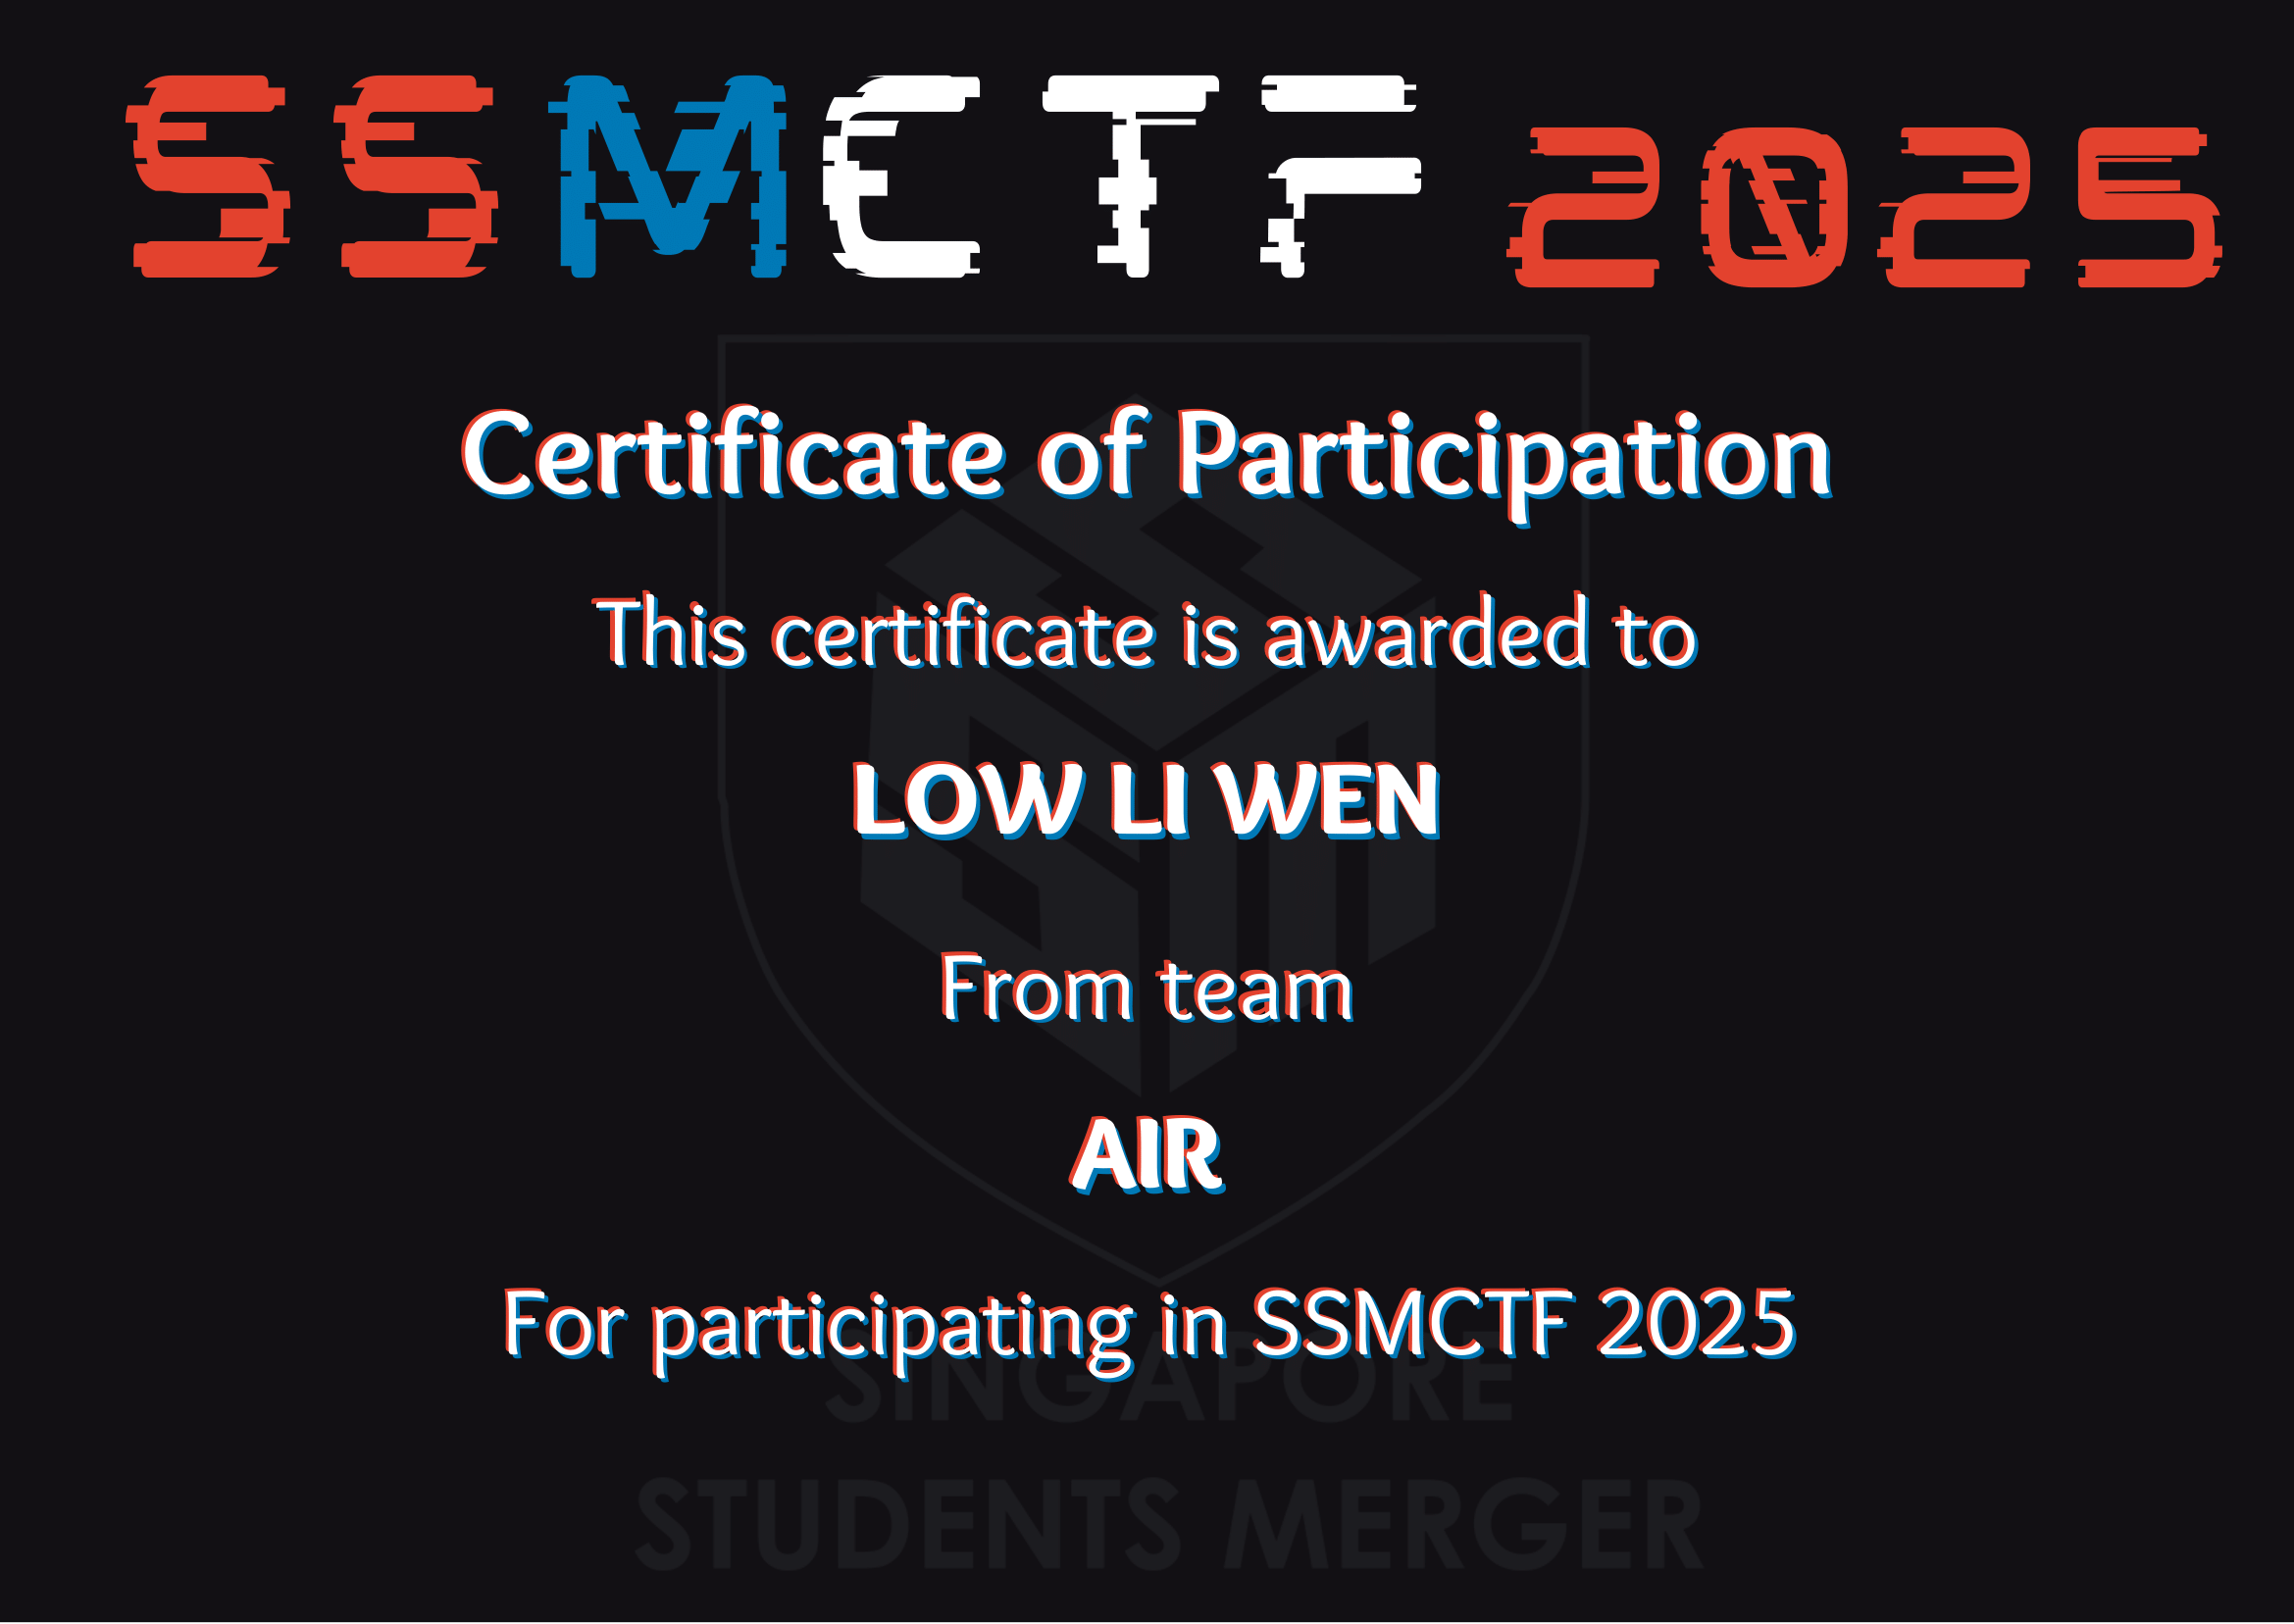 SSMCTF 2025
Certificate of Participation
This certificate is awarded to
LOW LI WEN
From team
AIR
For participating in SSMCTF 2025
SINGAPORE
STUDENTS MERGER